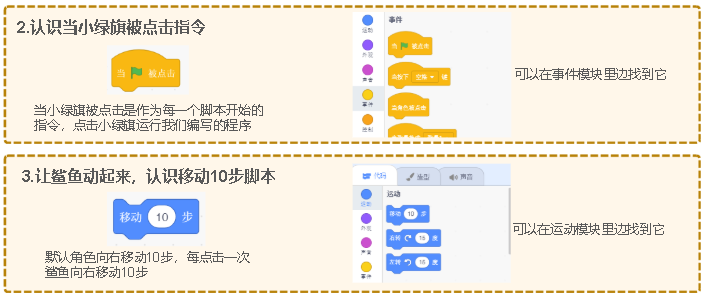 2.认识当小绿旗被点击指令
当 被点击
当小绿旗被点击是作为每一个脚本开始的
指令，点击小绿旗运行我们编写的程序
运动
外观
声音
事件
控制
事件
当 被点击
当按下 空格 键
当角色被点击
可以在事件模块里边找到它
3.让鲨鱼动起来，认识移动10步脚本
移动 10 步
默认角色向右移动10步，每点击一次
鲨鱼向右移动10步
代码 造型 声音
运动
外观
声音
事件
运动
移动 10 步
右转 15 度
左转 15 度
可以在运动模块里边找到它